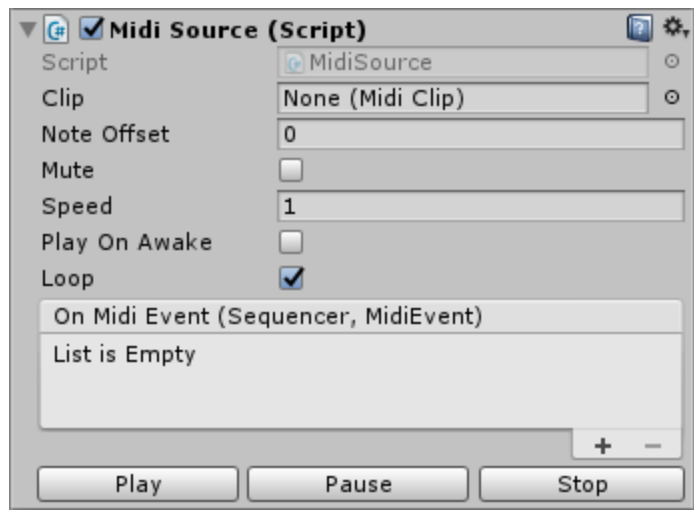 Midi Source (Script)
Script MidiSource
Clip None (Midi Clip)
Note Offset 0
Mute
Speed 1
Play On Awake
Loop
On Midi Event (Sequencer, MidiEvent)
List is Empty
+ −
Play Pause Stop